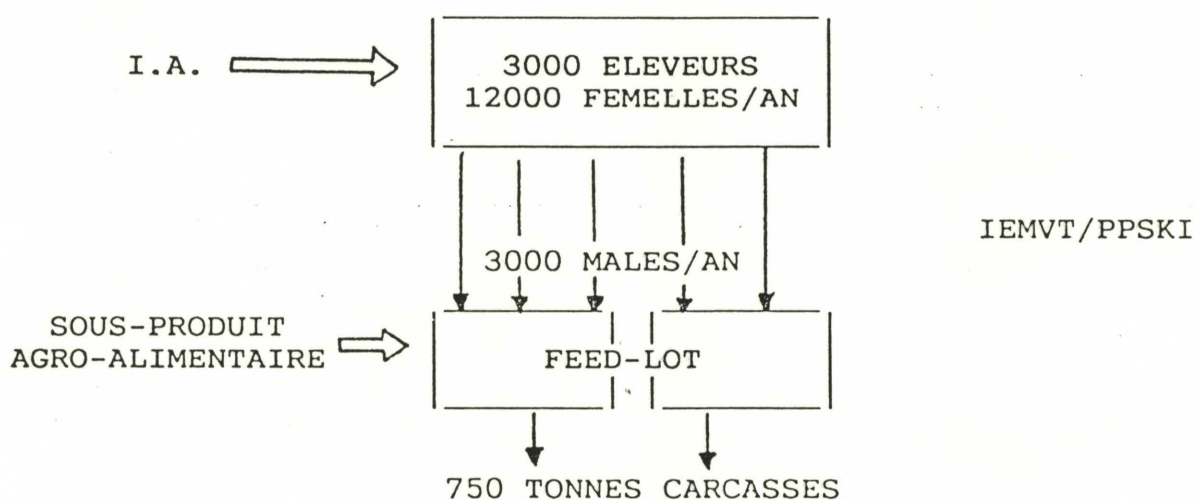 I.A.
3000 ELEVEURS
12000 FEMELLES/AN
IEMVT/PPSKI
3000 MALES/AN
SOUS-PRODUIT
AGRO-ALIMENTAIRE
FEED-LOT
750 TONNES CARCASSES